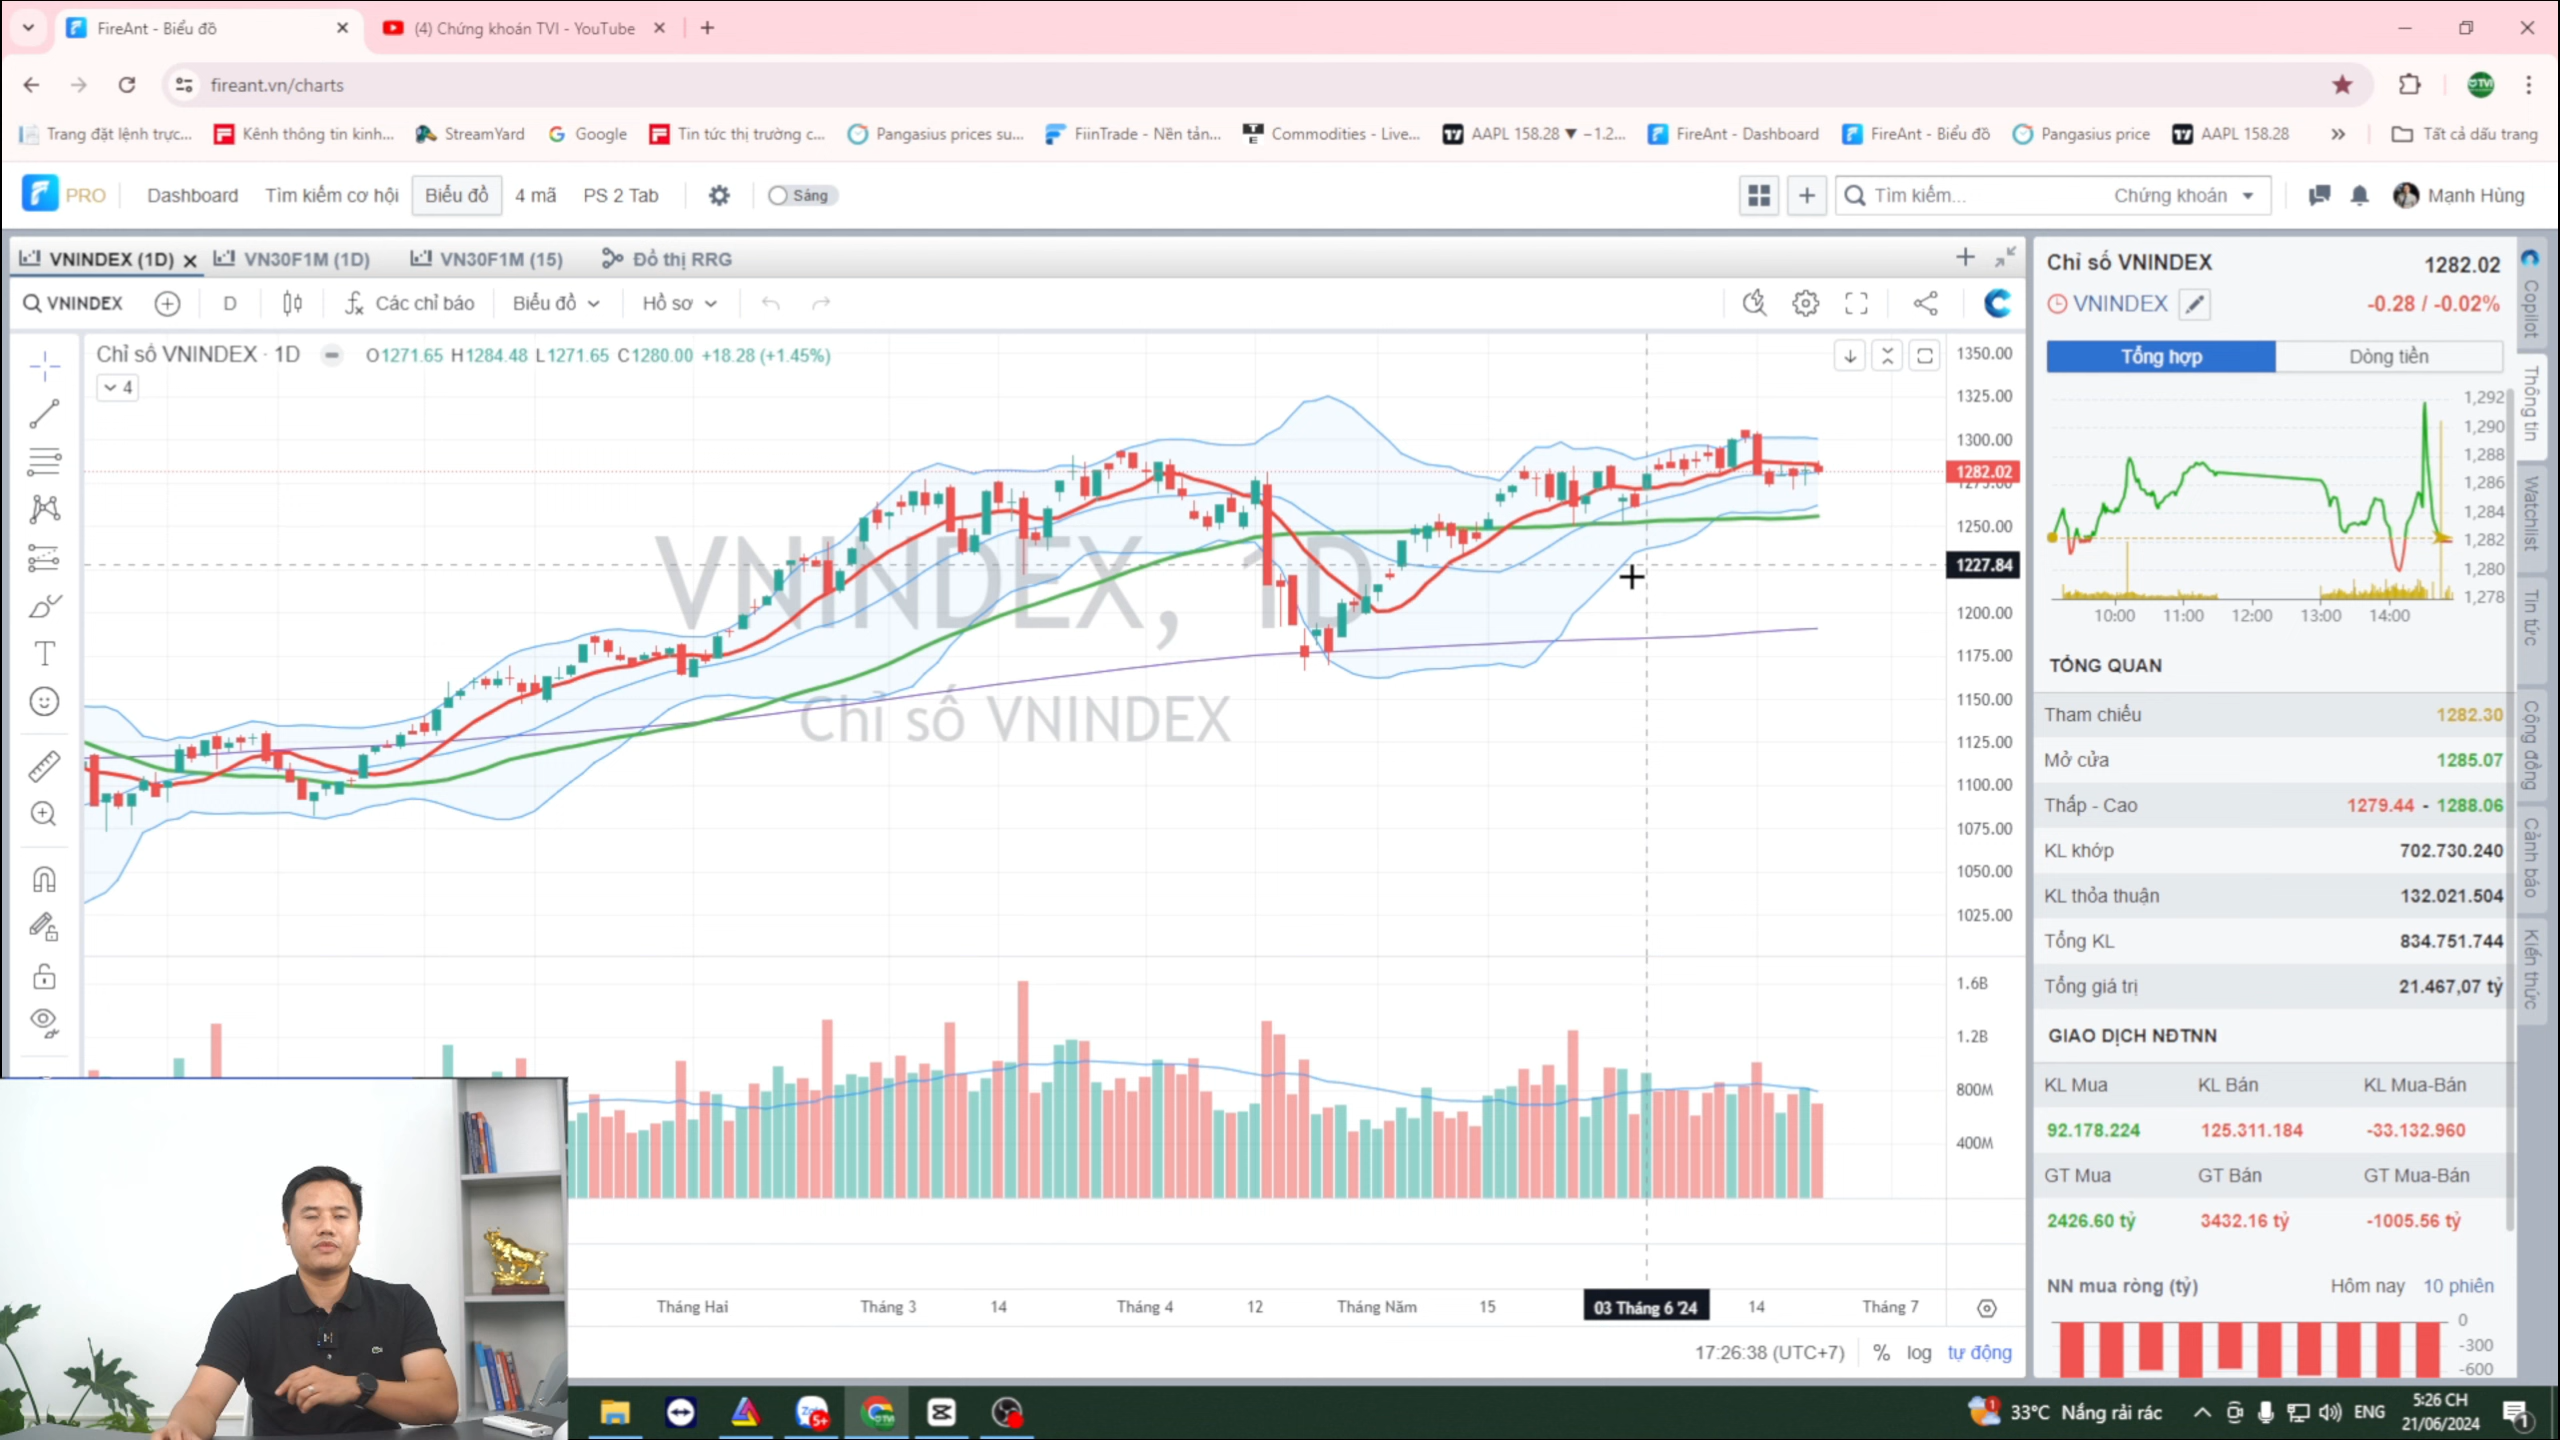 FireAnt - Biểu đồ
(4) Chứng khoán TVI - YouTube
fireant.vn/charts
Trang đặt lệnh trực...
Kênh thông tin kinh...
StreamYard
Google
Tin tức thị trường c...
Pangasius prices su...
FiinTrade - Nền tản...
Commodities - Live...
AAPL 158.28 ▼ −1.2...
FireAnt - Dashboard
FireAnt - Biểu đồ
Pangasius price
AAPL 158.28
Tất cả dấu trang
PRO
Dashboard
Tìm kiếm cơ hội
Biểu đồ
4 mã
PS 2 Tab
Sáng
Tìm kiếm...
Chứng khoán
Mạnh Hùng
VNINDEX (1D)
VN30F1M (1D)
VN30F1M (15)
Đồ thị RRG
VNINDEX
D
Các chỉ báo
Biểu đồ
Hồ sơ
Chỉ số VNINDEX · 1D
O1271.65 H1284.48 L1271.65 C1280.00 +18.28 (+1.45%)
4
VNINDEX, 1D
Chỉ số VNINDEX
1350.00
1325.00
1300.00
1282.02
1275.00
1250.00
1227.84
1200.00
1175.00
1150.00
1125.00
1100.00
1075.00
1050.00
1025.00
1.6B
1.2B
800M
400M
Tháng Hai
Tháng 3
14
Tháng 4
12
Tháng Năm
15
03 Tháng 6 '24
14
Tháng 7
17:26:38 (UTC+7)
%
log
tự động
Chỉ số VNINDEX
1282.02
VNINDEX
-0.28 / -0.02%
Tổng hợp
Dòng tiền
1,292
1,290
1,288
1,286
1,284
1,282
1,280
1,278
10:00
11:00
12:00
13:00
14:00
TỔNG QUAN
Tham chiếu 1282.30
Mở cửa 1285.07
Thấp - Cao 1279.44 - 1288.06
KL khớp 702.730.240
KL thỏa thuận 132.021.504
Tổng KL 834.751.744
Tổng giá trị 21.467,07 tỷ
GIAO DỊCH NĐTNN
KL Mua KL Bán KL Mua-Bán
92.178.224 125.311.184 -33.132.960
GT Mua GT Bán GT Mua-Bán
2426.60 tỷ 3432.16 tỷ -1005.56 tỷ
NN mua ròng (tỷ)
Hôm nay
10 phiên
0
-300
-600
Copilot
Thông tin
Watchlist
Tin tức
Cộng đồng
Cảnh báo
Kiến thức
5+
1
33°C Nắng rải rác
ENG
5:26 CH
21/06/2024
1